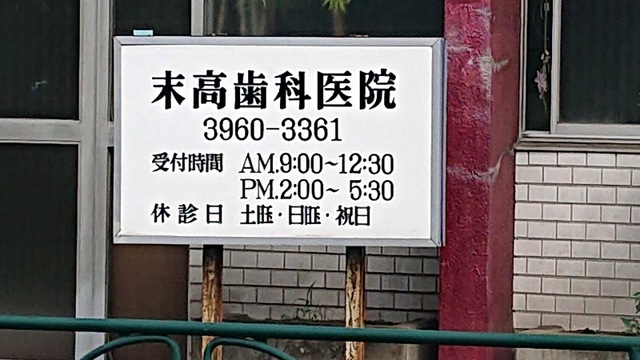 末高歯科医院
3960-3361
受付時間 AM.9:00~12:30
PM.2:00~ 5:30
休診日 土曜・日曜・祝日